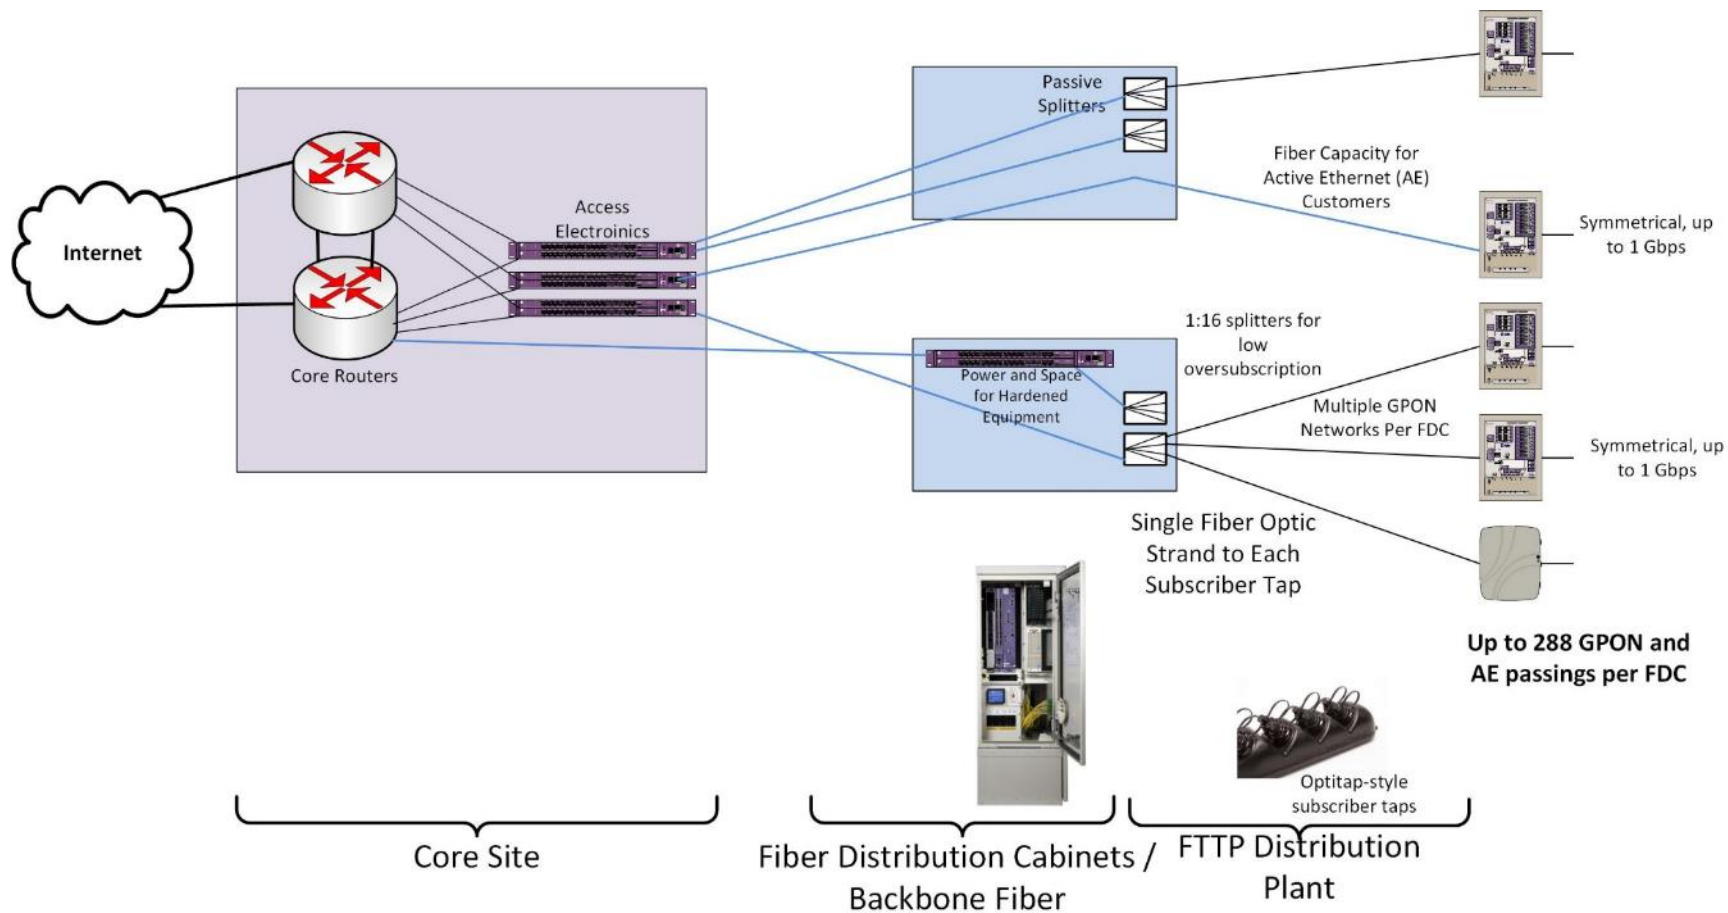 Internet
Core Routers
Access
Electroinics
Passive
Splitters
Fiber Capacity for
Active Ethernet (AE)
Customers
Symmetrical, up
to 1 Gbps
1:16 splitters for
low
oversubscription
Power and Space
for Hardened
Equipment
Multiple GPON
Networks Per FDC
Symmetrical, up
to 1 Gbps
Single Fiber Optic
Strand to Each
Subscriber Tap
Up to 288 GPON and
AE passings per FDC
Optitap-style
subscriber taps
Core Site
Fiber Distribution Cabinets /
Backbone Fiber
FTTP Distribution
Plant